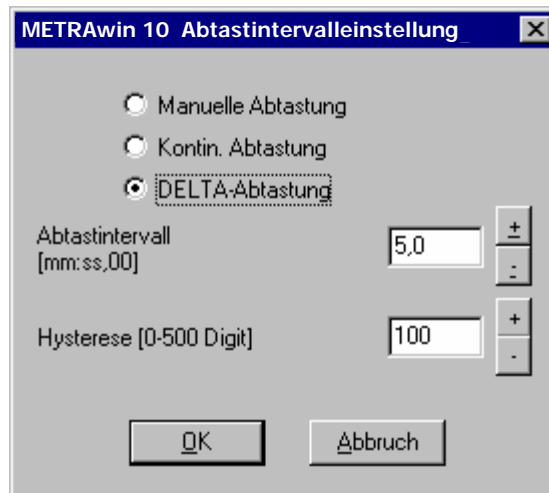 METRAwin 10 Abtastintervalleinstellung_
Manuelle Abtastung
Kontin. Abtastung
DELTA-Abtastung
Abtastintervall
[mm:ss,00]
5,0
+
-
Hysterese [0-500 Digit]
100
+
-
OK
Abbruch